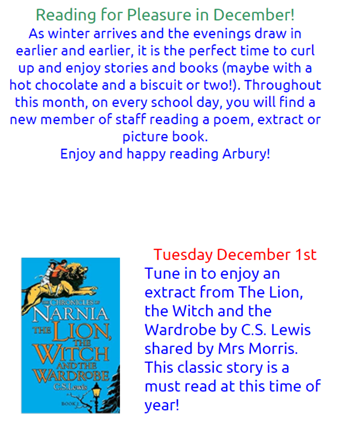 Reading for Pleasure in December!
As winter arrives and the evenings draw in
earlier and earlier, it is the perfect time to curl
up and enjoy stories and books (maybe with a
hot chocolate and a biscuit or two!). Throughout
this month, on every school day, you will find a
new member of staff reading a poem, extract or
picture book.
Enjoy and happy reading Arbury!
Tuesday December 1st
Tune in to enjoy an
extract from The Lion,
the Witch and the
Wardrobe by C.S. Lewis
shared by Mrs Morris.
This classic story is a
must read at this time of
year!
THE CHRONICLES OF
NARNIA
THE LION,
THE
WITCH
AND THE
WARDROBE
C.S. Lewis
BOOK 2